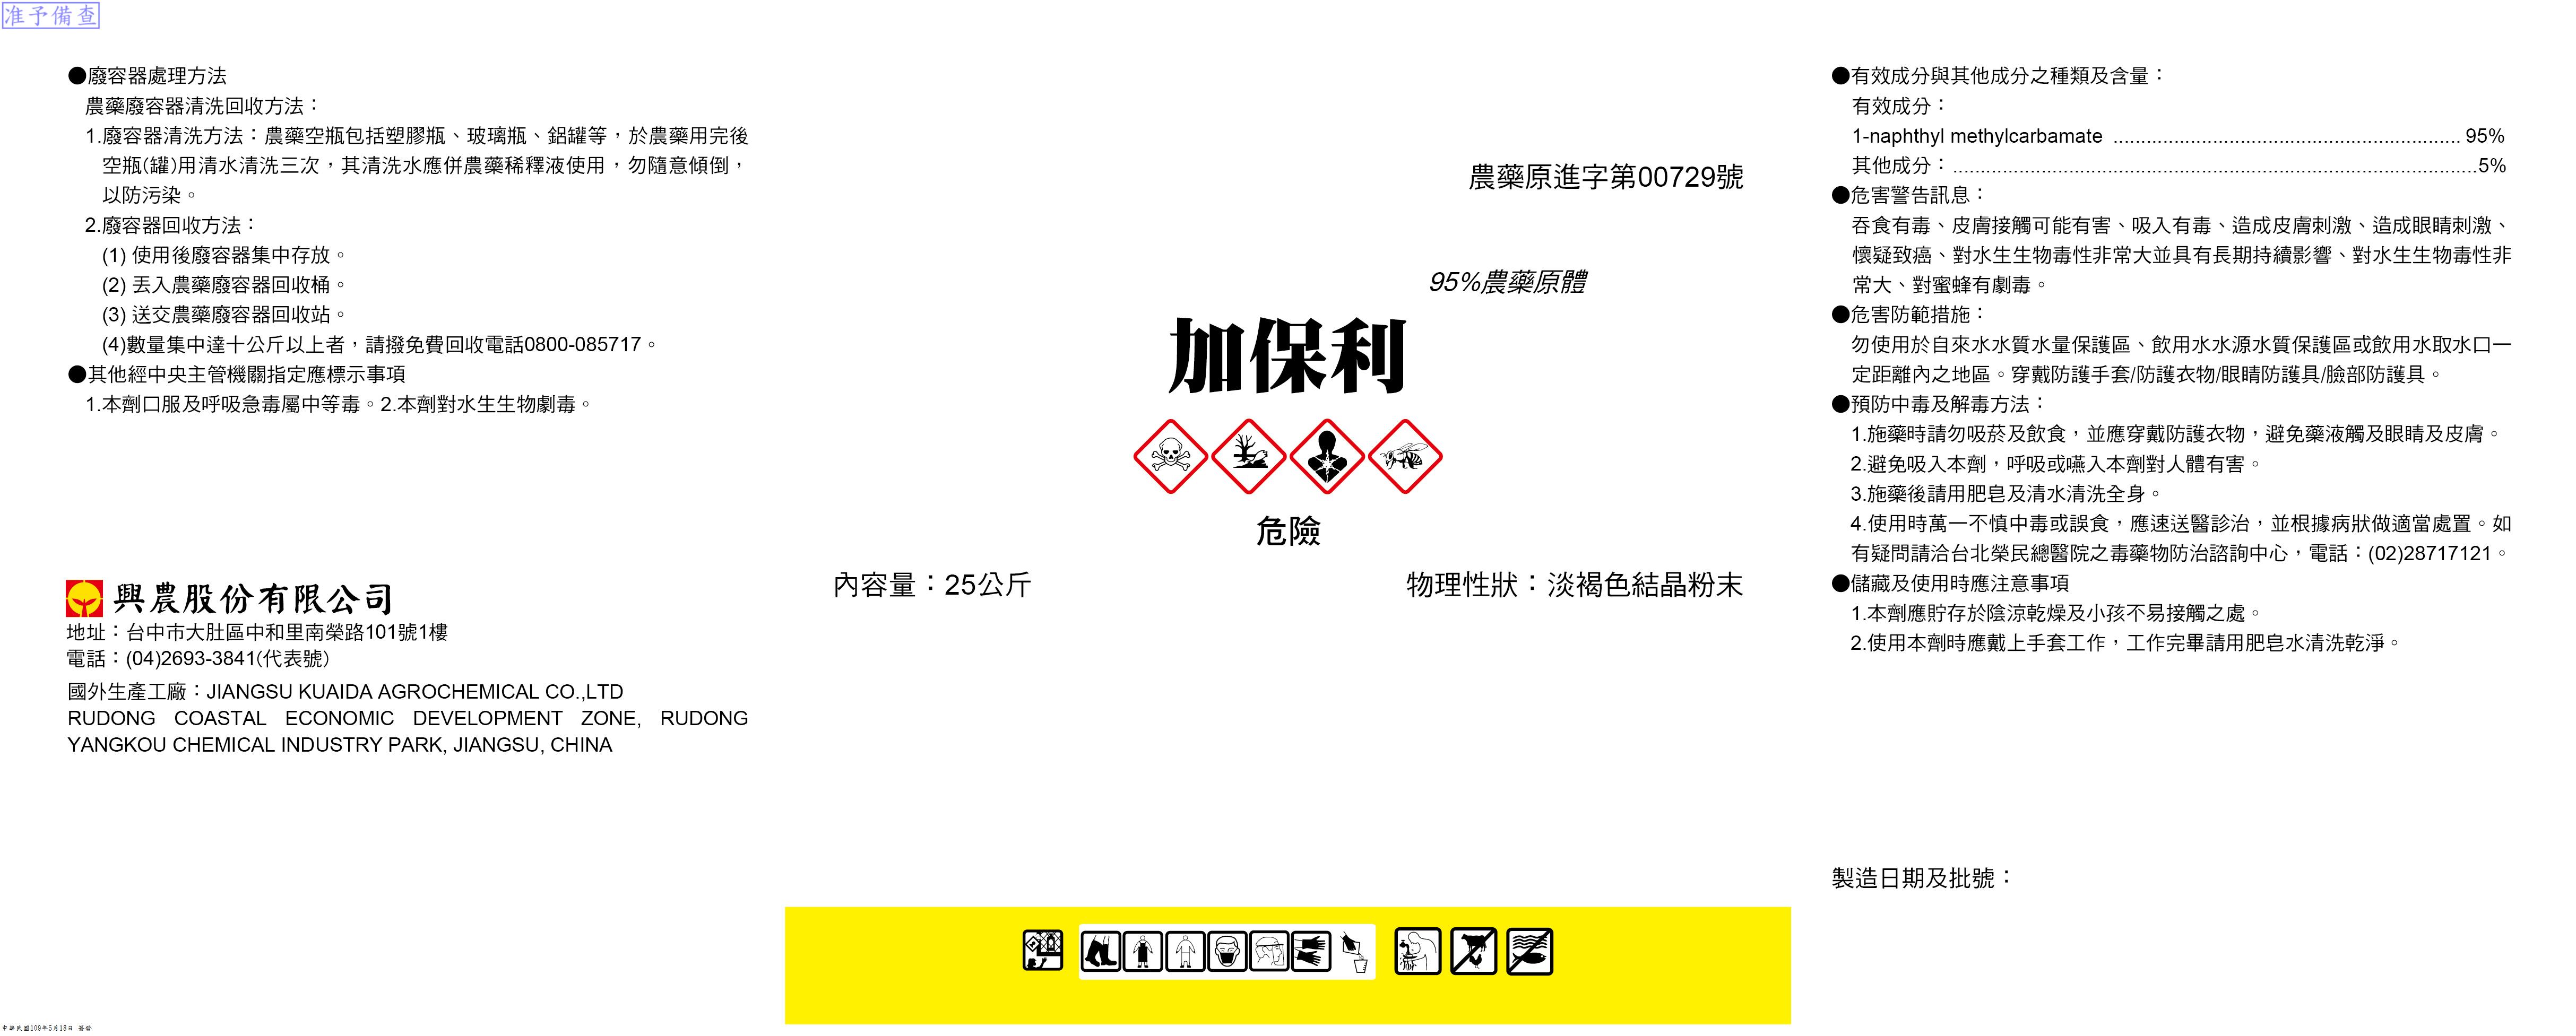 准予備查
●廢容器處理方法
農藥廢容器清洗回收方法：
1.廢容器清洗方法：農藥空瓶包括塑膠瓶、玻璃瓶、鋁罐等，於農藥用完後
空瓶(罐)用清水清洗三次，其清洗水應併農藥稀釋液使用，勿隨意傾倒，
以防污染。
2.廢容器回收方法：
(1) 使用後廢容器集中存放。
(2) 丟入農藥廢容器回收桶。
(3) 送交農藥廢容器回收站。
(4)數量集中達十公斤以上者，請撥免費回收電話0800-085717。
●其他經中央主管機關指定應標示事項
1.本劑口服及呼吸急毒屬中等毒。2.本劑對水生生物劇毒。
興農股份有限公司
地址：台中市大肚區中和里南榮路101號1樓
電話：(04)2693-3841(代表號)
國外生產工廠：JIANGSU KUAIDA AGROCHEMICAL CO.,LTD
RUDONG COASTAL ECONOMIC DEVELOPMENT ZONE, RUDONG
YANGKOU CHEMICAL INDUSTRY PARK, JIANGSU, CHINA
農藥原進字第00729號
95%農藥原體
加保利
危險
內容量：25公斤
物理性狀：淡褐色結晶粉末
●有效成分與其他成分之種類及含量：
有效成分：
1-naphthyl methylcarbamate ............................................................... 95%
其他成分：...............................................................................................5%
●危害警告訊息：
吞食有毒、皮膚接觸可能有害、吸入有毒、造成皮膚刺激、造成眼睛刺激、
懷疑致癌、對水生生物毒性非常大並具有長期持續影響、對水生生物毒性非
常大、對蜜蜂有劇毒。
●危害防範措施：
勿使用於自來水水質水量保護區、飲用水水源水質保護區或飲用水取水口一
定距離內之地區。穿戴防護手套/防護衣物/眼睛防護具/臉部防護具。
●預防中毒及解毒方法：
1.施藥時請勿吸菸及飲食，並應穿戴防護衣物，避免藥液觸及眼睛及皮膚。
2.避免吸入本劑，呼吸或嚥入本劑對人體有害。
3.施藥後請用肥皂及清水清洗全身。
4.使用時萬一不慎中毒或誤食，應速送醫診治，並根據病狀做適當處置。如
有疑問請洽台北榮民總醫院之毒藥物防治諮詢中心，電話：(02)28717121。
●儲藏及使用時應注意事項
1.本劑應貯存於陰涼乾燥及小孩不易接觸之處。
2.使用本劑時應戴上手套工作，工作完畢請用肥皂水清洗乾淨。
製造日期及批號：
中華民國109年5月18日 簽發